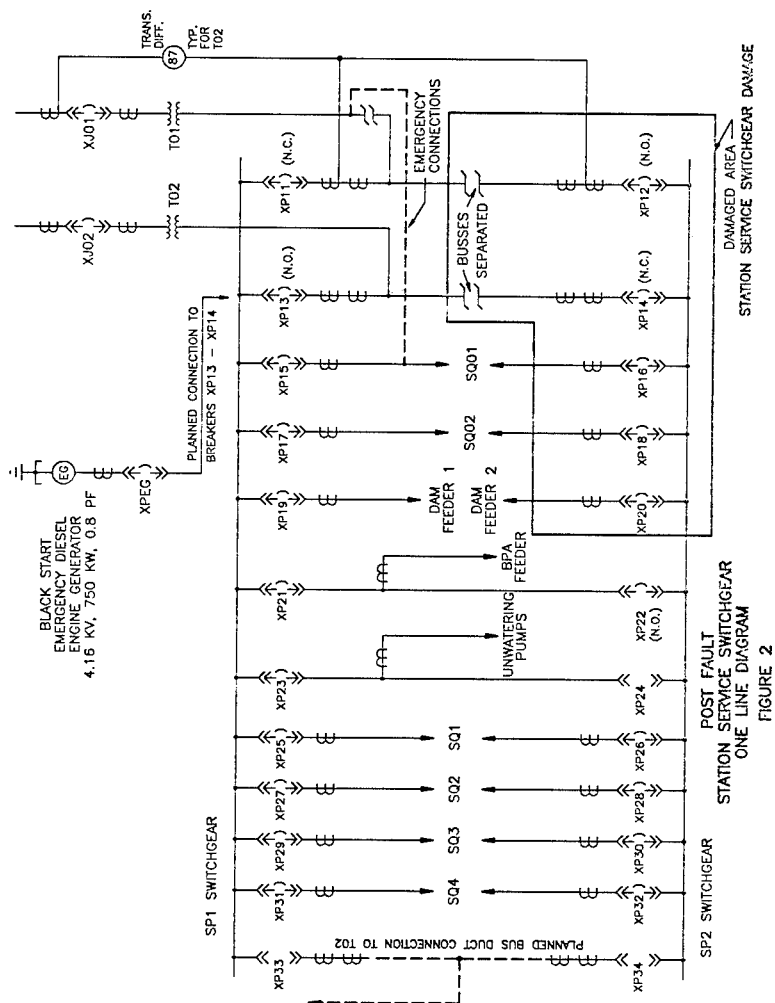 TRANS.
DIFF.
87
TYP.
FOR
T02
XJ01
T01
XJ02
T02
EMERGENCY
CONNECTIONS
BLACK START
EMERGENCY DIESEL
ENGINE GENERATOR
4.16 KV, 750 KW, 0.8 PF
EG
XPEG
PLANNED CONNECTION TO
BREAKERS XP13 - XP14
SP1 SWITCHGEAR
XP33
XP31
XP29
XP27
XP25
XP23
XP21
XP19
XP17
XP15
XP13 (N.O.)
XP11 (N.C.)
PLANNED BUS DUCT CONNECTION TO T02
SQ4
SQ3
SQ2
SQ1
UNWATERING
PUMPS
BPA
FEEDER
DAM
FEEDER 1
DAM
FEEDER 2
SQ02
SQ01
BUSSES
SEPARATED
XP34
XP32
XP30
XP28
XP26
XP24
XP22
(N.O.)
XP20
XP18
XP16
XP14 (N.C.)
XP12 (N.O.)
SP2 SWITCHGEAR
DAMAGED AREA
STATION SERVICE SWITCHGEAR DAMAGE
POST FAULT
STATION SERVICE SWITCHGEAR
ONE LINE DIAGRAM
FIGURE 2